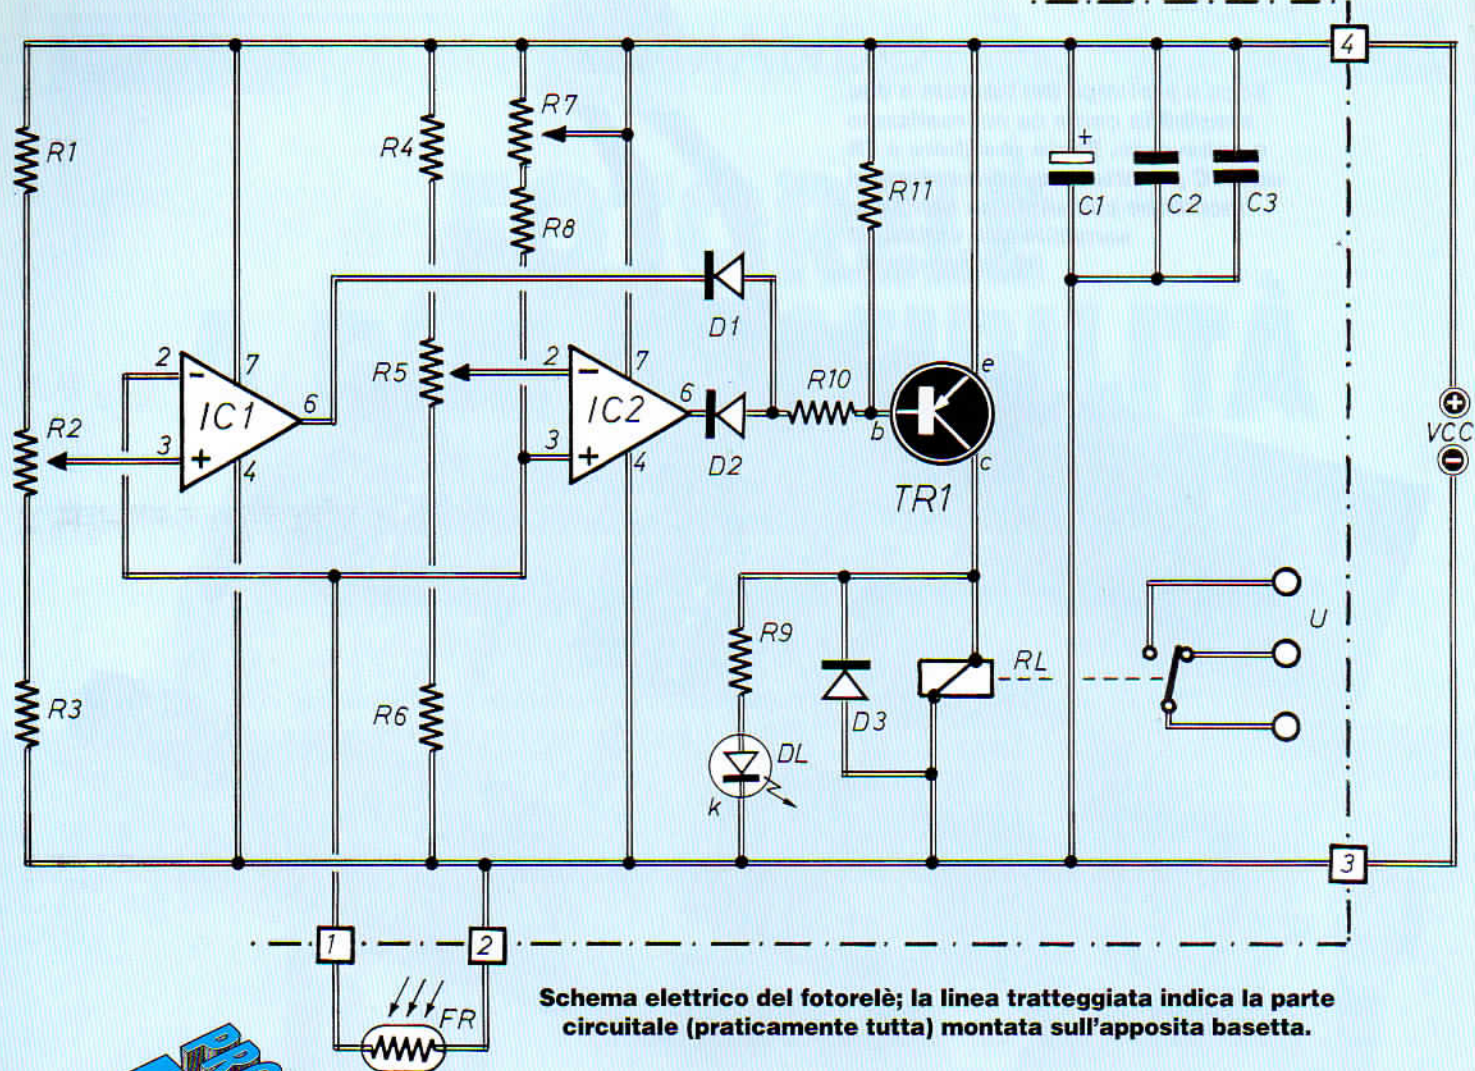 4
R1
R4
R7
R8
R11
+
C1
C2
C3
D1
2
7
-
IC1
6
R2
3
+
4
R5
2
7
-
IC2
6
3
+
4
D2
R10
b
e
c
TR1
+
VCC
-
R3
R6
R9
DL
k
D3
RL
U
3
1
2
FR
Schema elettrico del fotorelè; la linea tratteggiata indica la parte
circuitale (praticamente tutta) montata sull'apposita basetta.